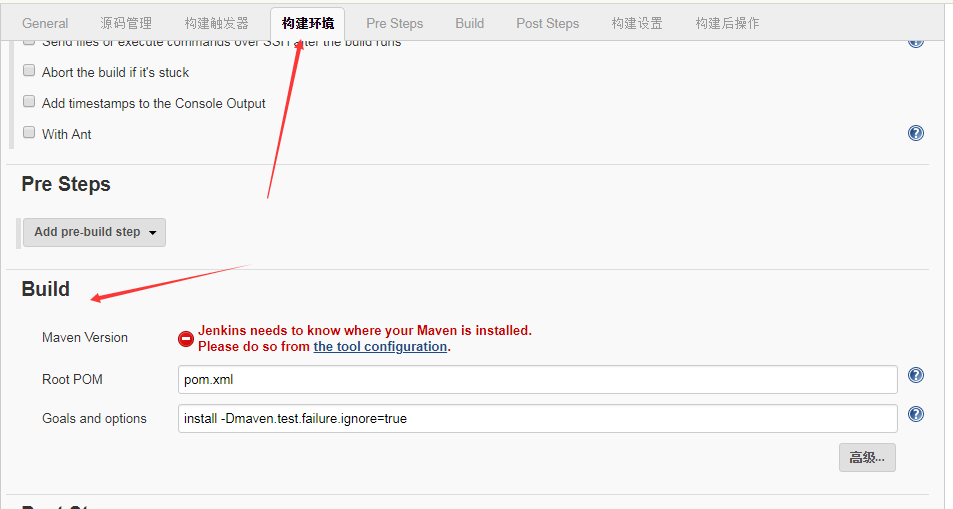 General 源码管理 构建触发器 构建环境 Pre Steps Build Post Steps 构建设置 构建后操作
Send files or execute commands over SSH after the build runs
Abort the build if it's stuck
Add timestamps to the Console Output
With Ant
Pre Steps
Add pre-build step
Build
Maven Version
Jenkins needs to know where your Maven is installed.
Please do so from the tool configuration.
Root POM pom.xml
Goals and options install -Dmaven.test.failure.ignore=true
高级...